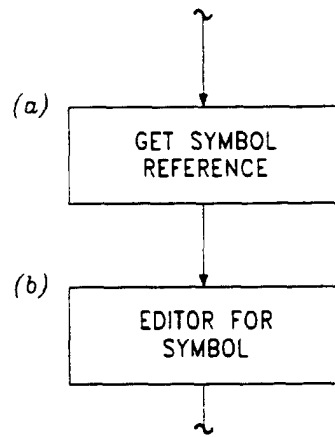 (a)
GET SYMBOL
REFERENCE
(b)
EDITOR FOR
SYMBOL